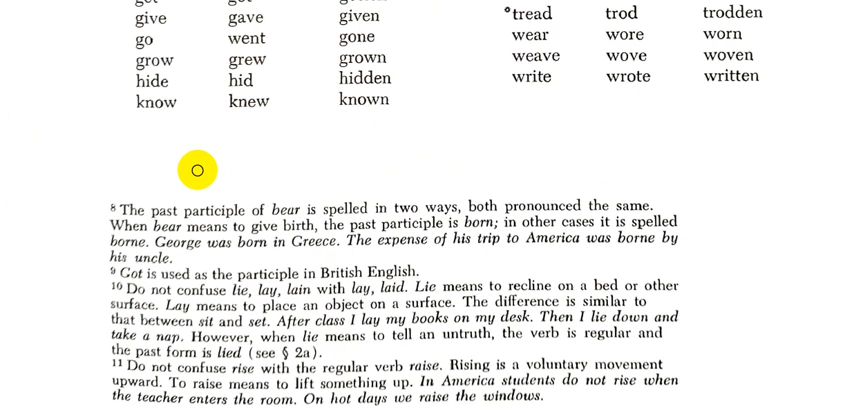 give gave given
go went gone
grow grew grown
hide hid hidden
know knew known
°tread trod trodden
wear wore worn
weave wove woven
write wrote written
8 The past participle of bear is spelled in two ways, both pronounced the same.
When bear means to give birth, the past participle is born; in other cases it is spelled
borne. George was born in Greece. The expense of his trip to America was borne by
his uncle.
9 Got is used as the participle in British English.
10 Do not confuse lie, lay, lain with lay, laid. Lie means to recline on a bed or other
surface. Lay means to place an object on a surface. The difference is similar to
that between sit and set. After class I lay my books on my desk. Then I lie down and
take a nap. However, when lie means to tell an untruth, the verb is regular and
the past form is lied (see § 2a).
11 Do not confuse rise with the regular verb raise. Rising is a voluntary movement
upward. To raise means to lift something up. In America students do not rise when
the teacher enters the room. On hot days we raise the windows.